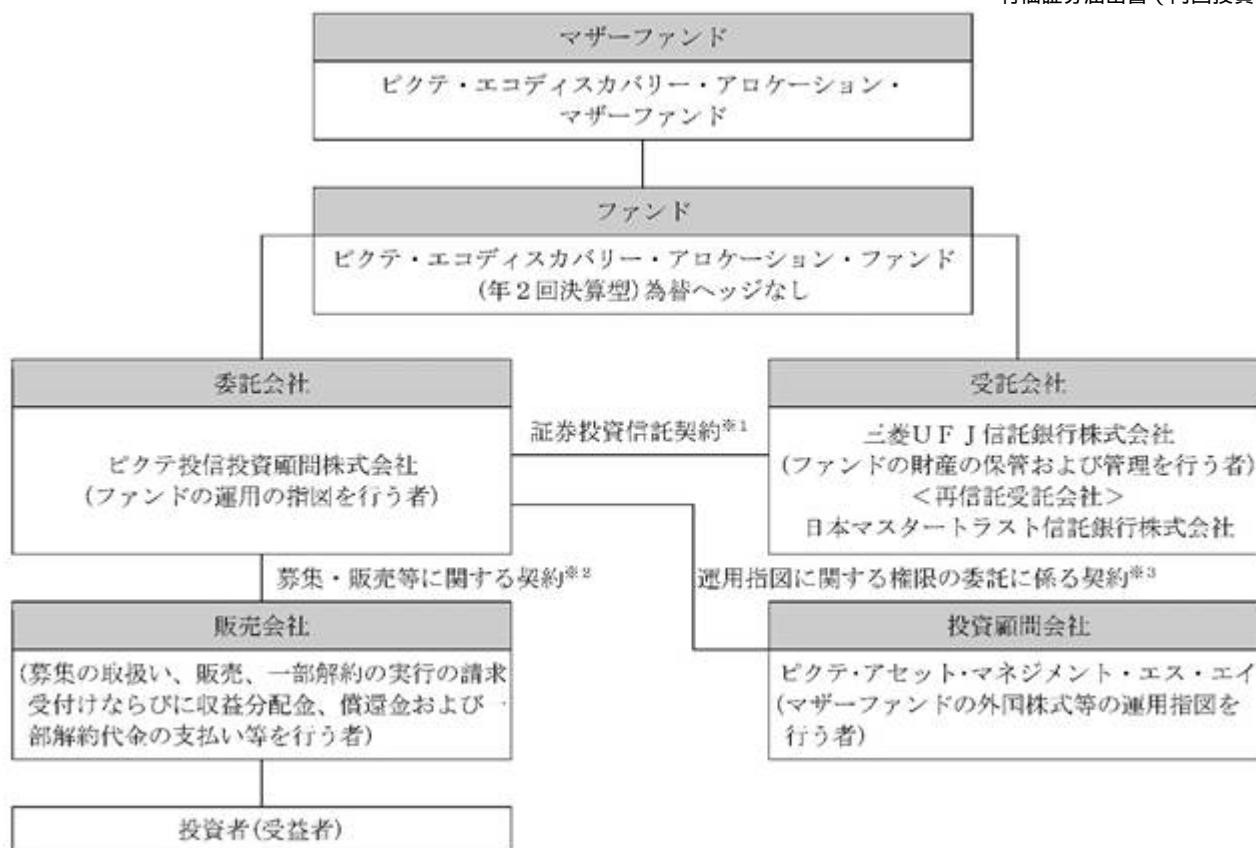 マザーファンド
ピクテ・エコディスカバリー・アロケーション・
マザーファンド
ファンド
ピクテ・エコディスカバリー・アロケーション・ファンド
(年2回決算型)為替ヘッジなし
委託会社
ピクテ投信投資顧問株式会社
(ファンドの運用の指図を行う者)
証券投資信託契約※1
受託会社
三菱UFJ信託銀行株式会社
(ファンドの財産の保管および管理を行う者)
<再信託受託会社>
日本マスタートラスト信託銀行株式会社
募集・販売等に関する契約※2
運用指図に関する権限の委託に係る契約※3
販売会社
(募集の取扱い、販売、一部解約の実行の請求
受付けならびに収益分配金、償還金および一
部解約代金の支払い等を行う者)
投資顧問会社
ピクテ・アセット・マネジメント・エス・エイ
(マザーファンドの外国株式等の運用指図を
行う者)
投資者(受益者)